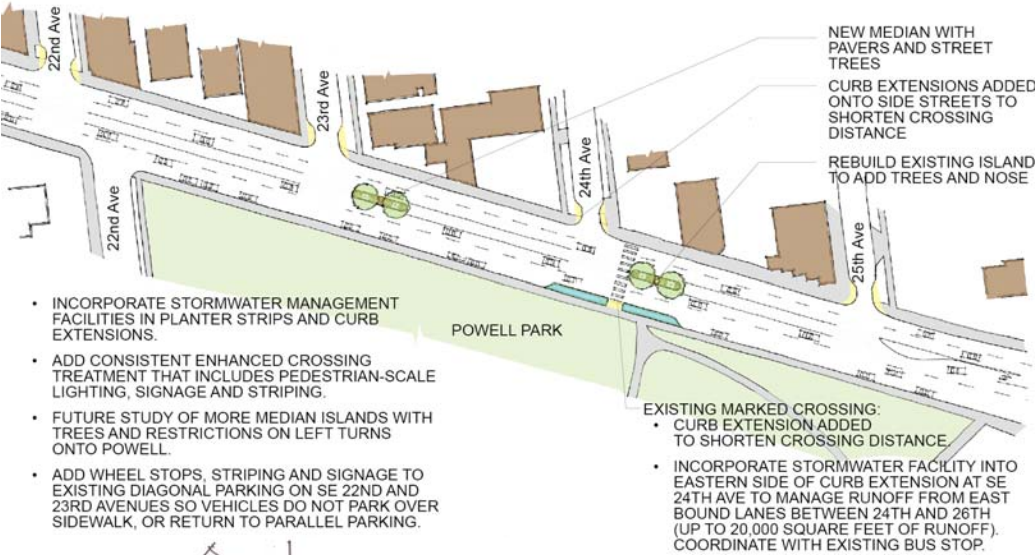 22nd Ave
23rd Ave
24th Ave
25th Ave
22nd Ave
NEW MEDIAN WITH
PAVERS AND STREET
TREES
CURB EXTENSIONS ADDED
ONTO SIDE STREETS TO
SHORTEN CROSSING
DISTANCE
REBUILD EXISTING ISLAND
TO ADD TREES AND NOSE
POWELL PARK
• INCORPORATE STORMWATER MANAGEMENT
FACILITIES IN PLANTER STRIPS AND CURB
EXTENSIONS.
• ADD CONSISTENT ENHANCED CROSSING
TREATMENT THAT INCLUDES PEDESTRIAN-SCALE
LIGHTING, SIGNAGE AND STRIPING.
• FUTURE STUDY OF MORE MEDIAN ISLANDS WITH
TREES AND RESTRICTIONS ON LEFT TURNS
ONTO POWELL.
• ADD WHEEL STOPS, STRIPING AND SIGNAGE TO
EXISTING DIAGONAL PARKING ON SE 22ND AND
23RD AVENUES SO VEHICLES DO NOT PARK OVER
SIDEWALK, OR RETURN TO PARALLEL PARKING.
EXISTING MARKED CROSSING:
• CURB EXTENSION ADDED
TO SHORTEN CROSSING DISTANCE.
• INCORPORATE STORMWATER FACILITY INTO
EASTERN SIDE OF CURB EXTENSION AT SE
24TH AVE TO MANAGE RUNOFF FROM EAST
BOUND LANES BETWEEN 24TH AND 26TH
(UP TO 20,000 SQUARE FEET OF RUNOFF).
COORDINATE WITH EXISTING BUS STOP.